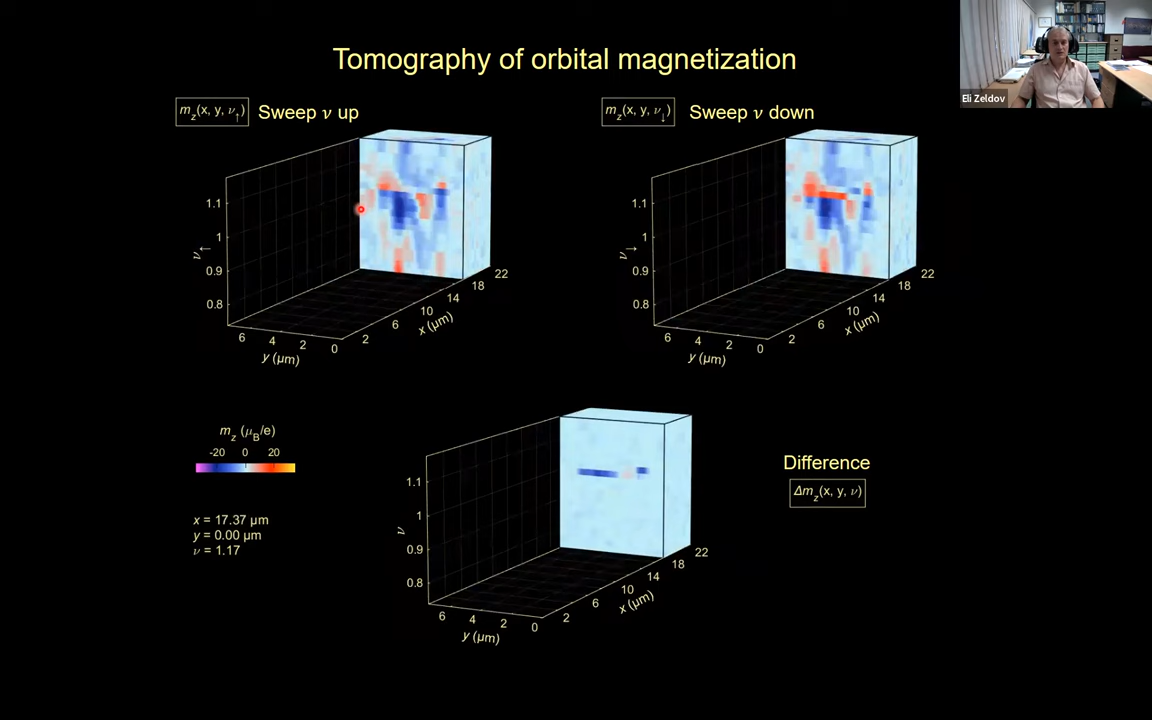 Tomography of orbital magnetization
Eli Zeldov
m_z(x, y, ν↑) Sweep ν up
m_z(x, y, ν↓) Sweep ν down
1.1
1
0.9
0.8
ν↑
6 4 2 0
y (µm)
2 6 10 14 18 22
x (µm)
1.1
1
0.9
0.8
ν↓
6 4 2 0
y (µm)
2 6 10 14 18 22
x (µm)
m_z (µ_B/e)
-20 0 20
x = 17.37 µm
y = 0.00 µm
ν = 1.17
1.1
1
0.9
0.8
ν
6 4 2 0
y (µm)
2 6 10 14 18 22
x (µm)
Difference
Δm_z(x, y, ν)